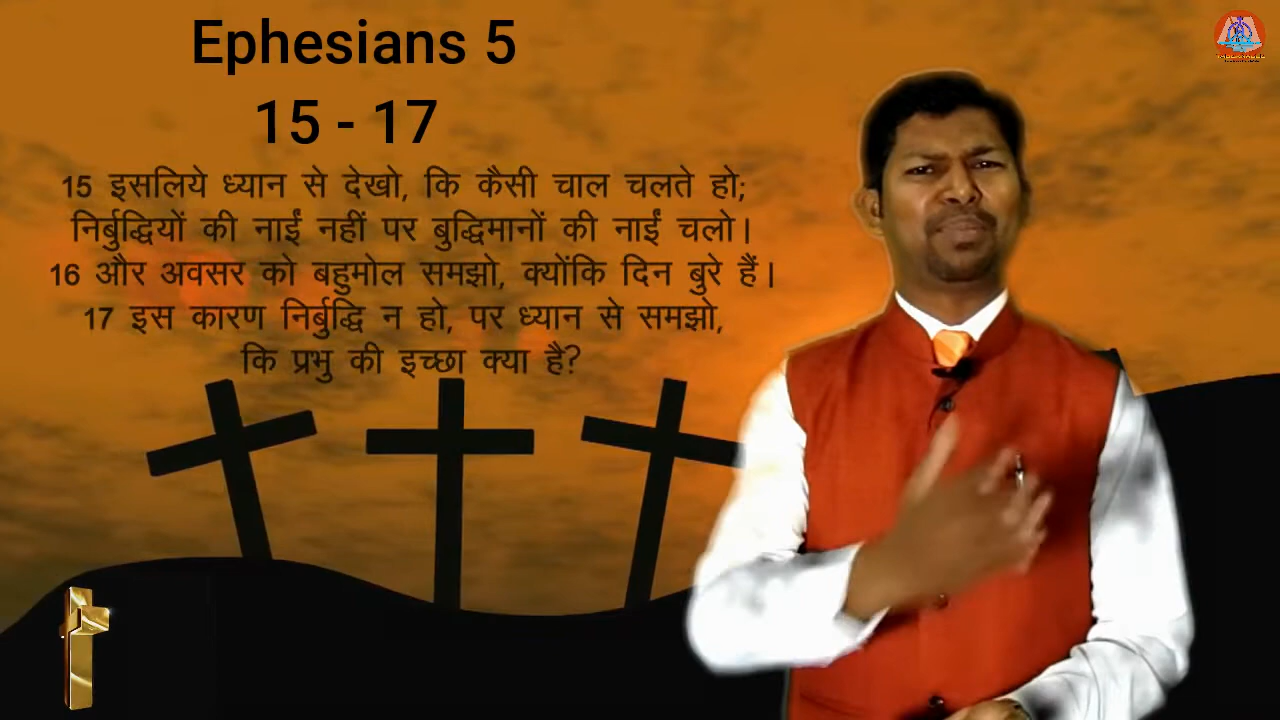 Ephesians 5
15 - 17
15 इसलिये ध्यान से देखो, कि कैसी चाल चलते हो;
निर्बुद्धियों की नाईं नहीं पर बुद्धिमानों की नाईं चलो।
16 और अवसर को बहुमोल समझो, क्योंकि दिन बुरे हैं।
17 इस कारण निर्बुद्धि न हो, पर ध्यान से समझो,
कि प्रभु की इच्छा क्या है?